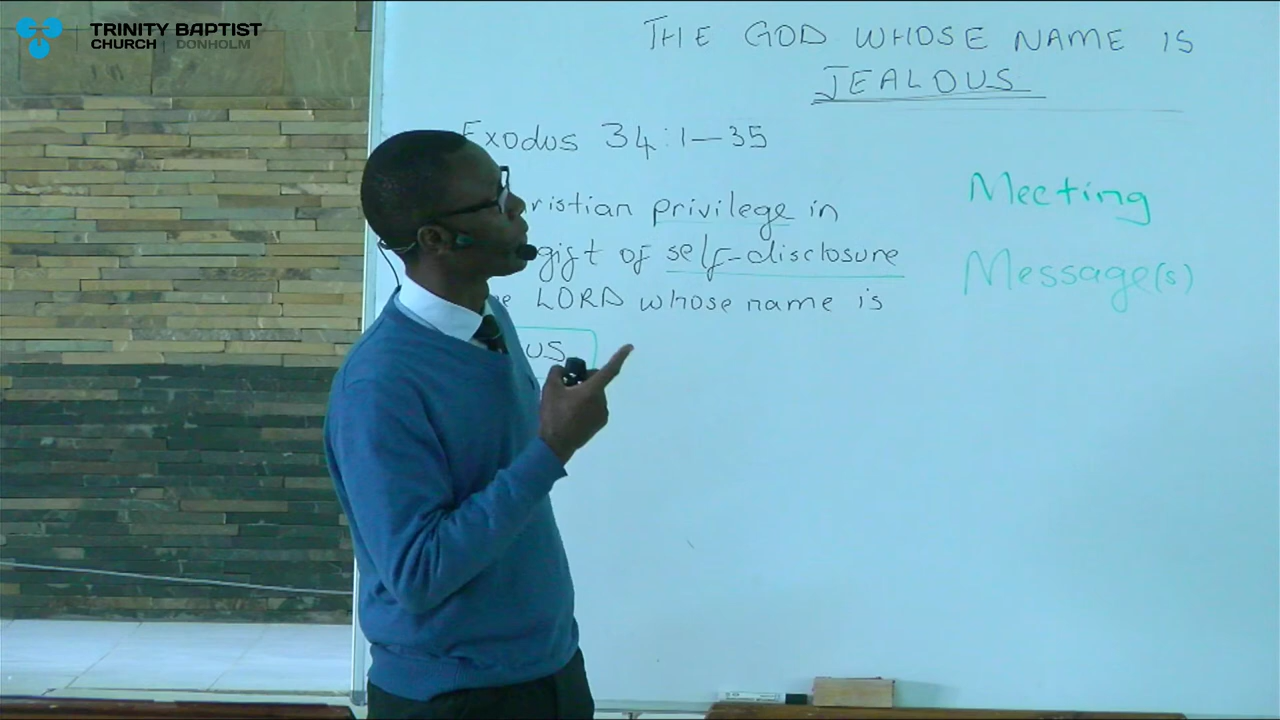 TRINITY BAPTIST
CHURCH | DONHOLM
THE GOD WHOSE NAME IS
JEALOUS
Exodus 34:1-35
ristian privilege in
gift of self-disclosure
e LORD whose name is
US
Meeting
Message(s)